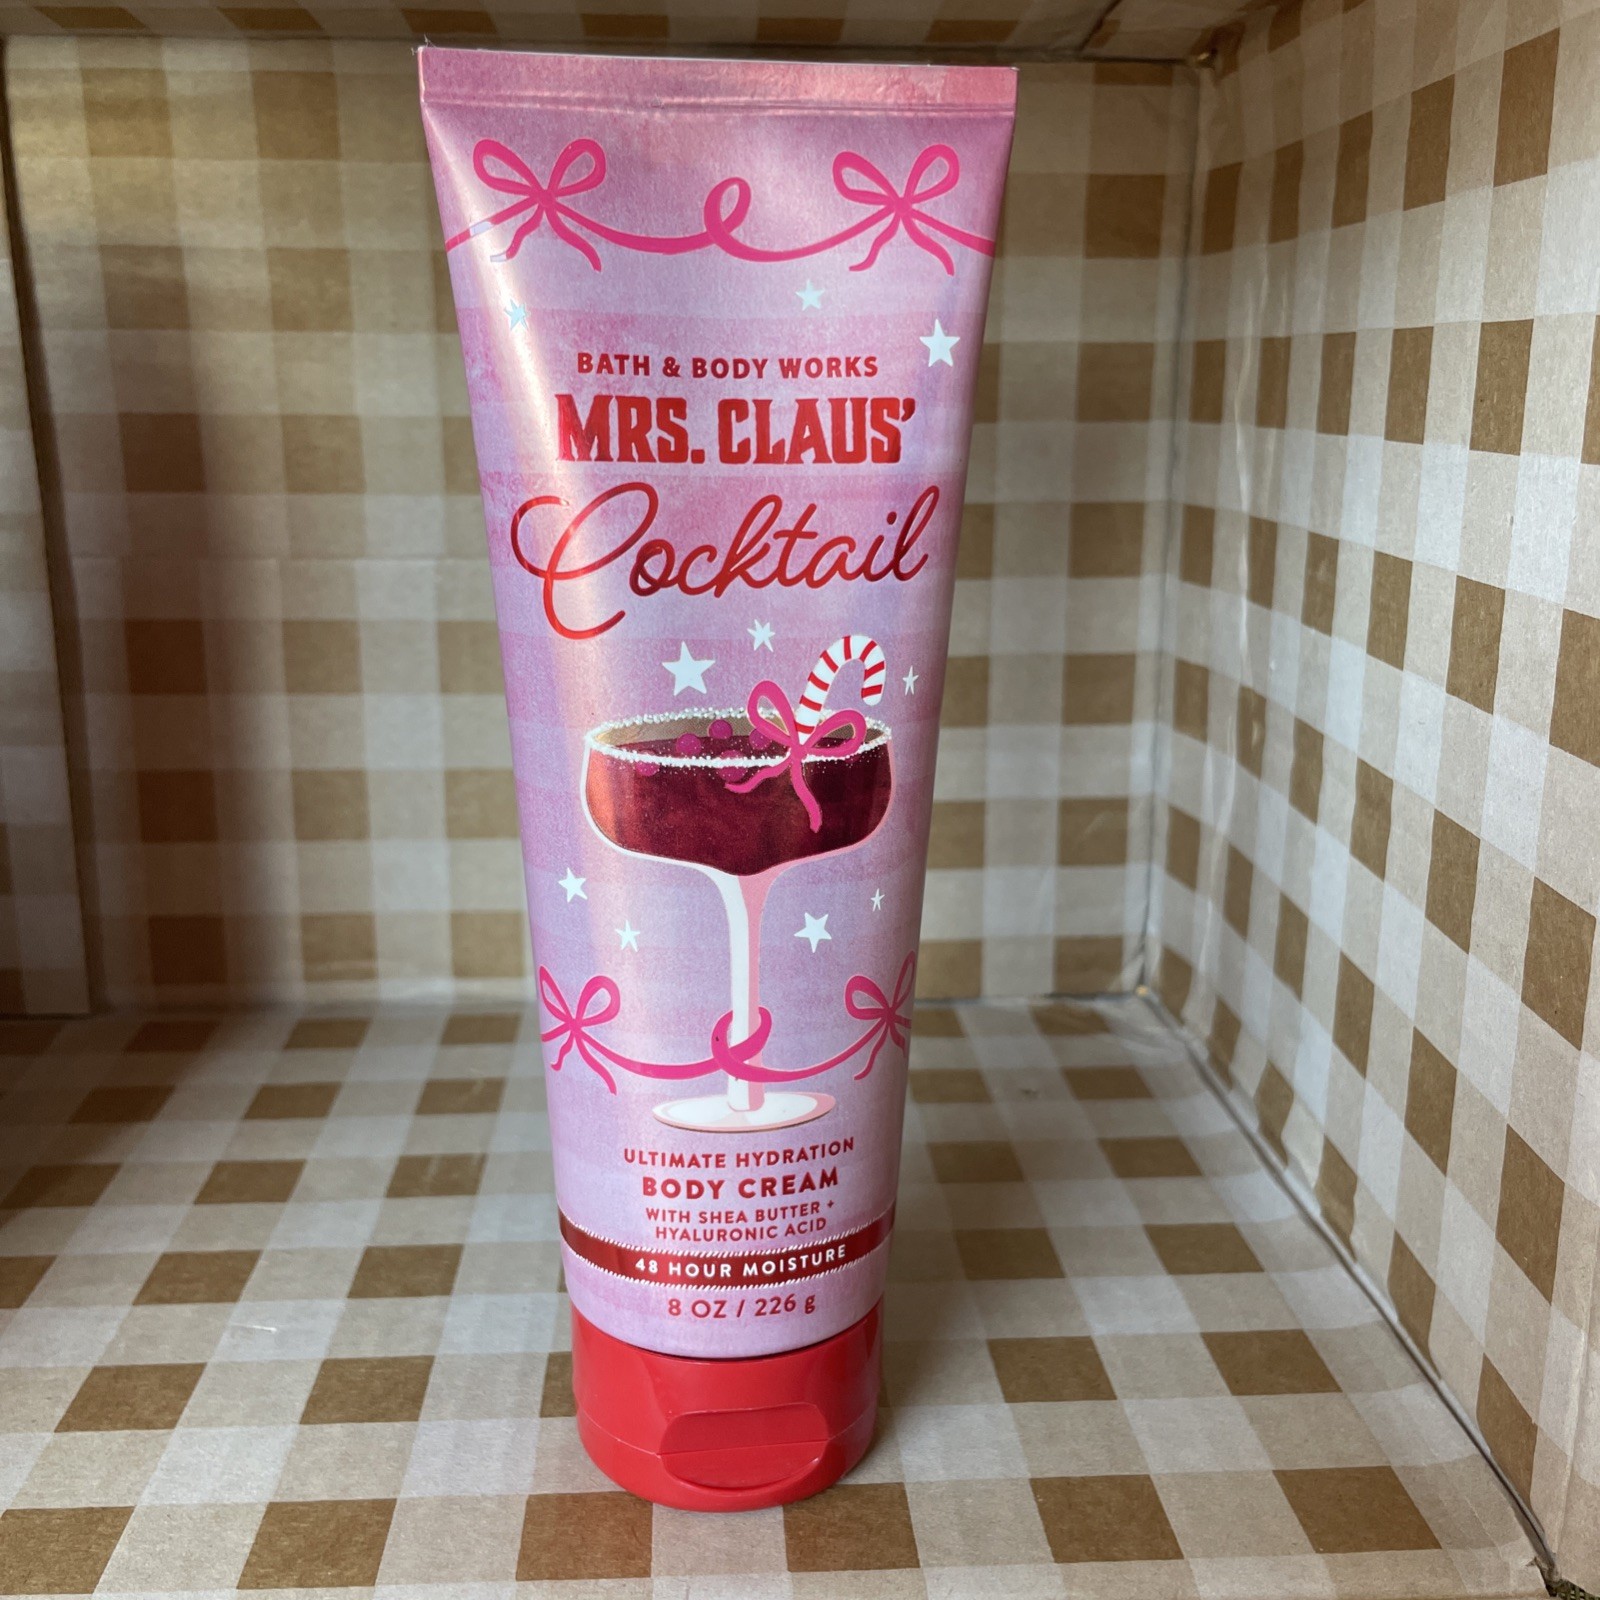 BATH & BODY WORKS
MRS. CLAUS'
Cocktail
ULTIMATE HYDRATION
BODY CREAM
WITH SHEA BUTTER +
HYALURONIC ACID
48 HOUR MOISTURE
8 OZ / 226 g